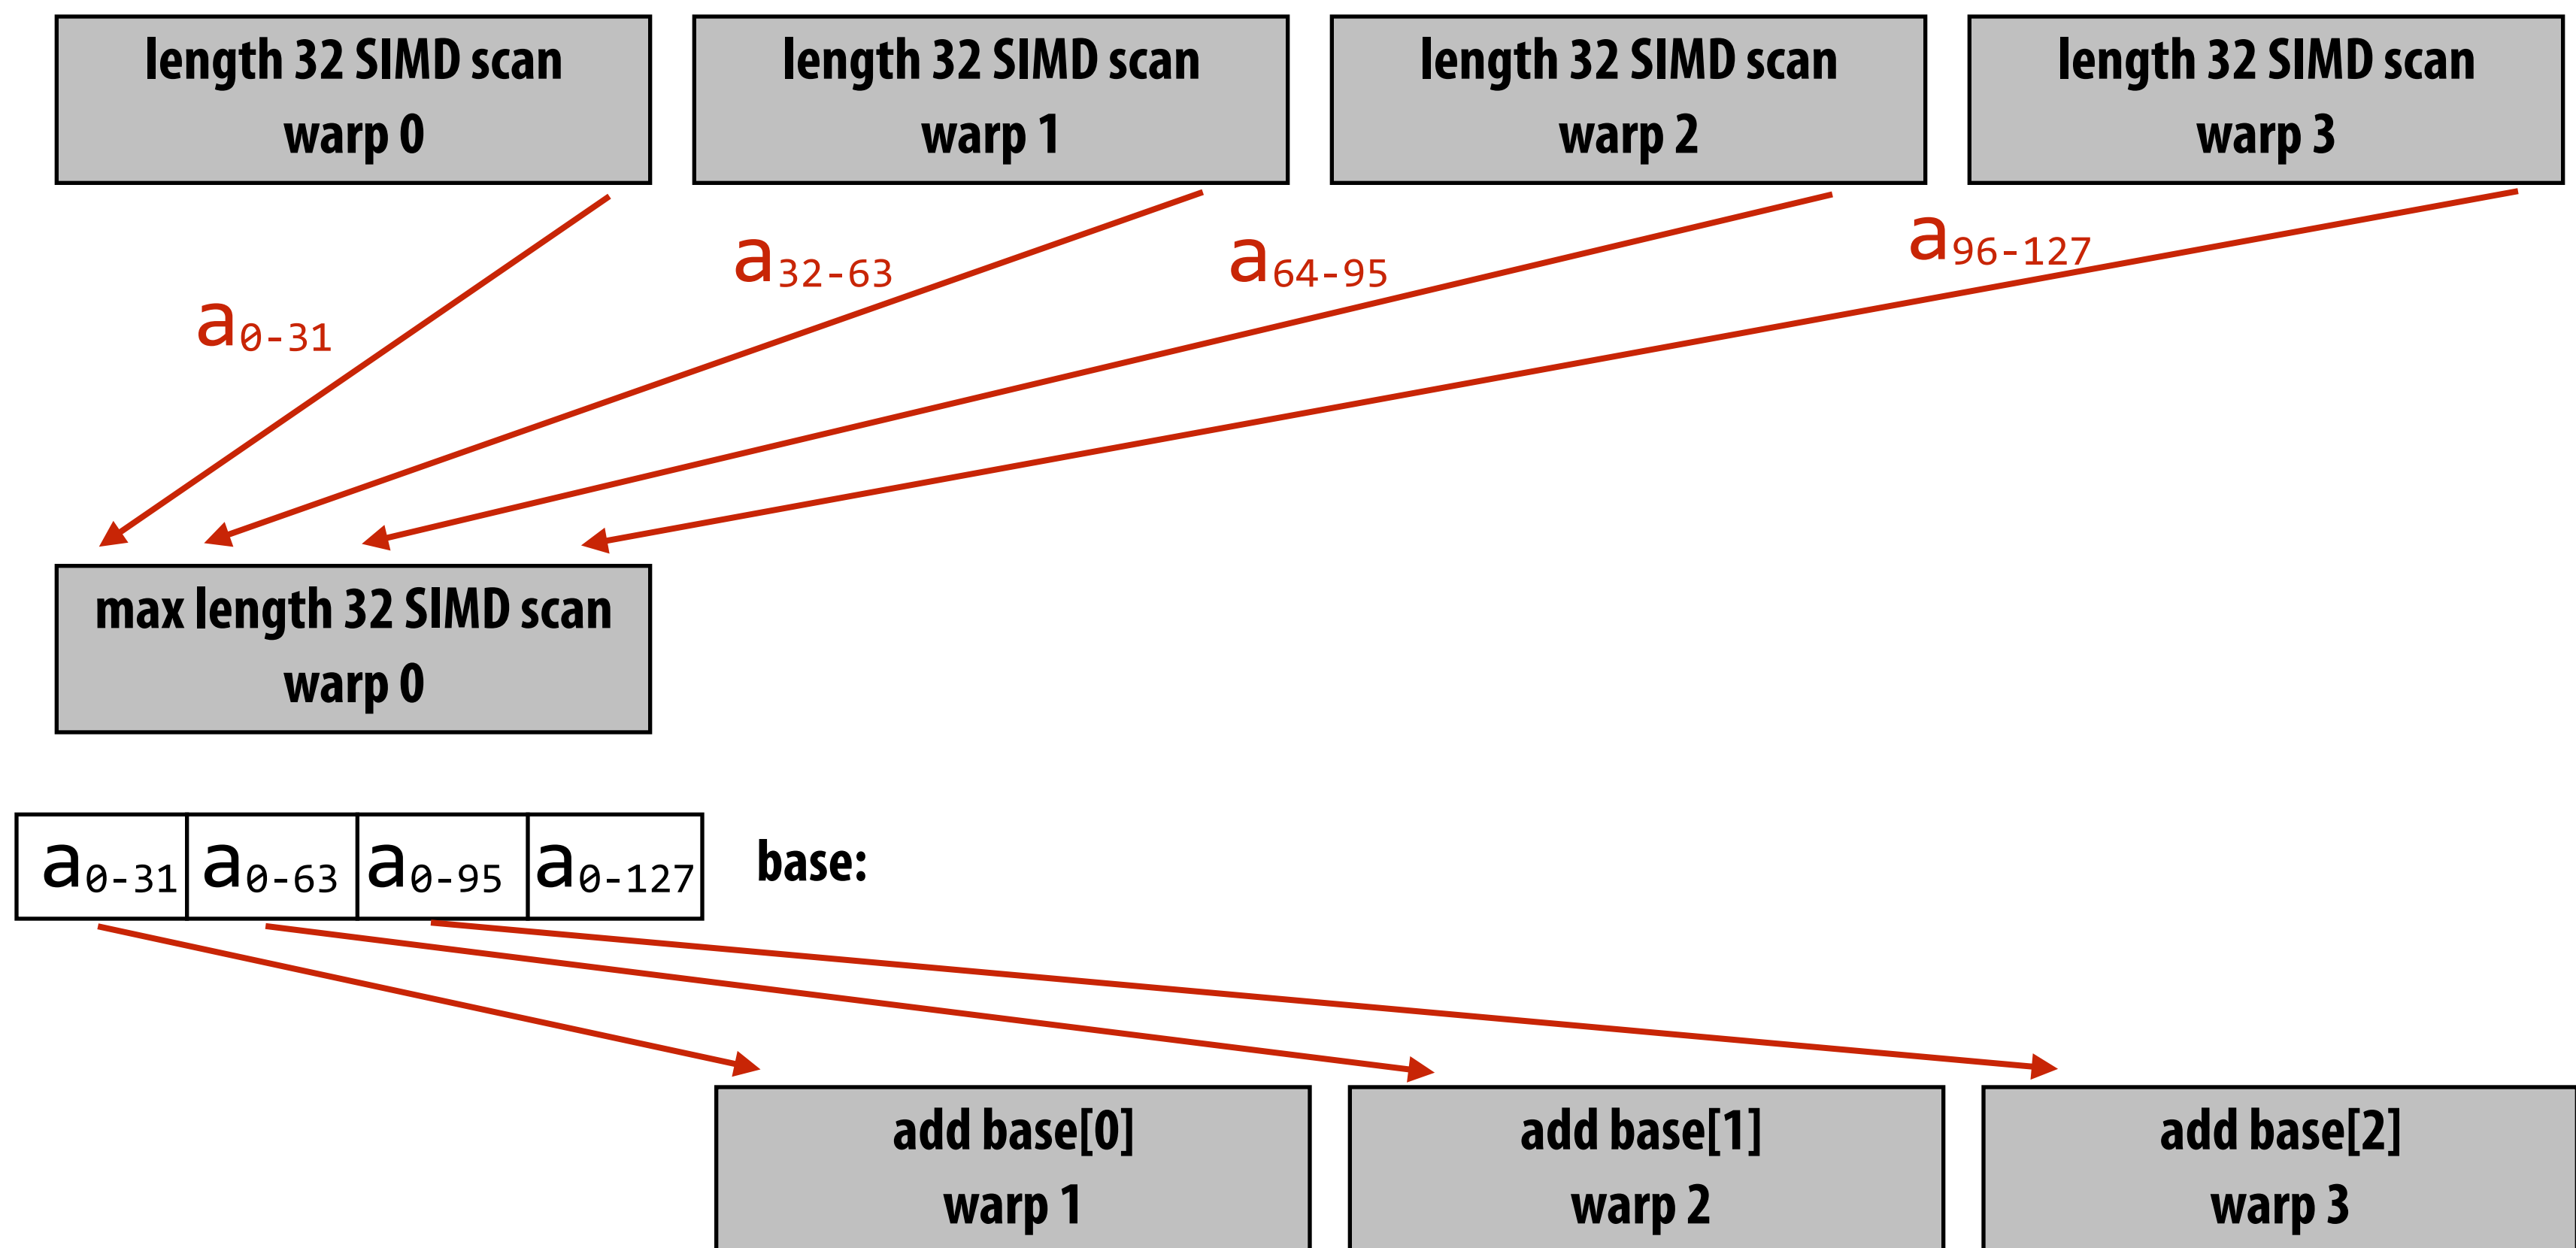 length 32 SIMD scan
warp 0
length 32 SIMD scan
warp 1
length 32 SIMD scan
warp 2
length 32 SIMD scan
warp 3
a0-31
a32-63
a64-95
a96-127
max length 32 SIMD scan
warp 0
a0-31 a0-63 a0-95 a0-127 base:
add base[0]
warp 1
add base[1]
warp 2
add base[2]
warp 3